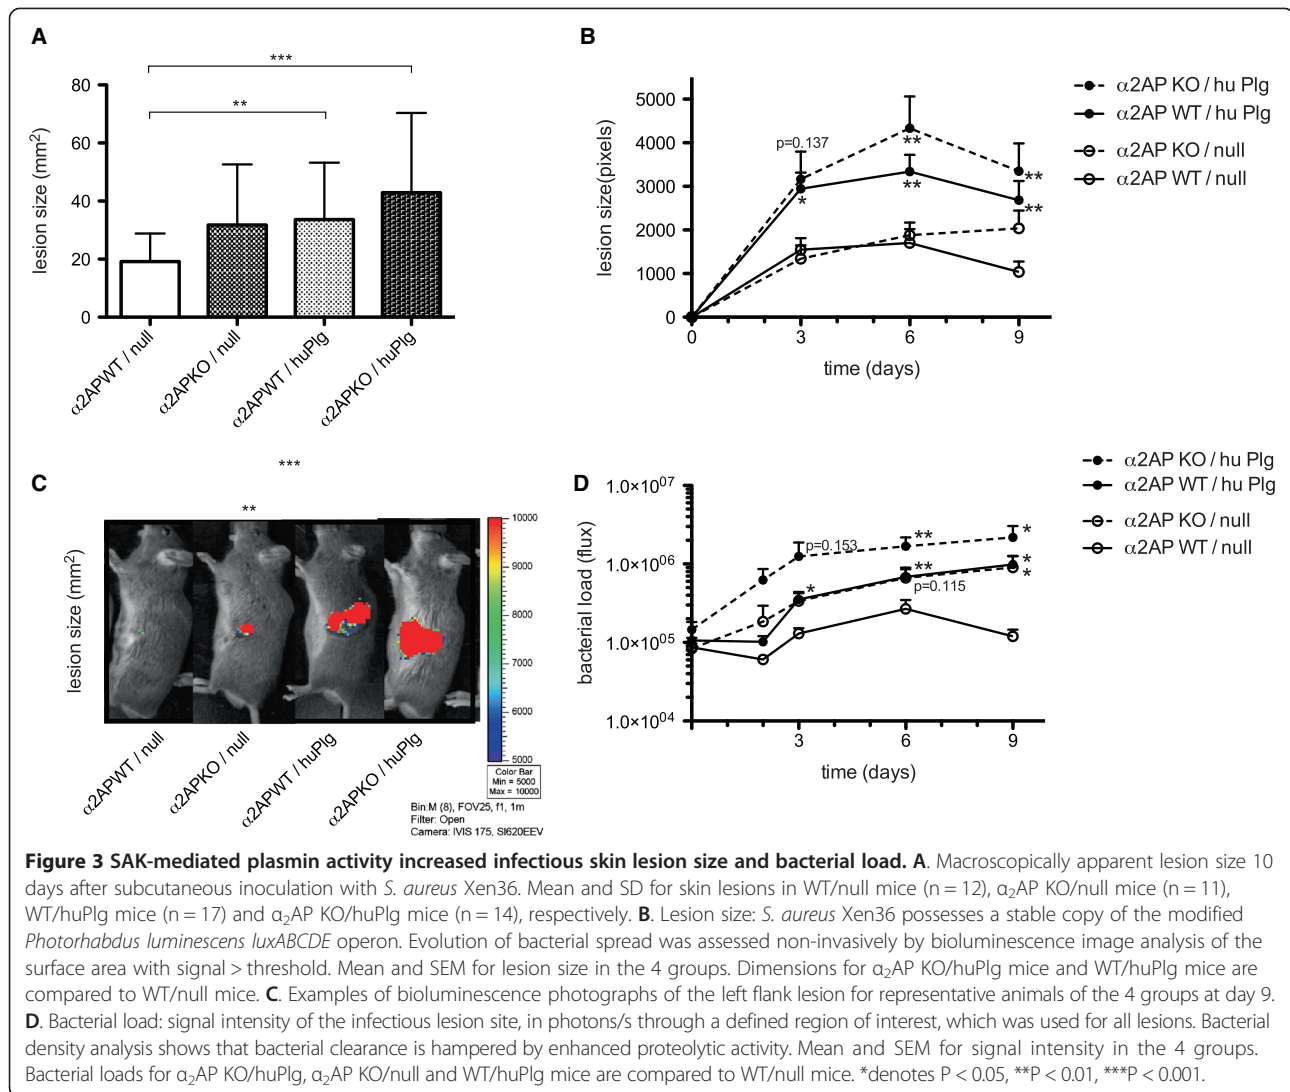 A
***
**
80
60
40
20
0
lesion size (mm²)
α2APWT / null
α2APKO / null
α2APWT / huPlg
α2APKO / huPlg
B
5000
4000
3000
2000
1000
0
lesion size(pixels)
p=0.137
*
**
**
**
**
0
3
6
9
time (days)
α2AP KO / hu Plg
α2AP WT / hu Plg
α2AP KO / null
α2AP WT / null
C
***
**
lesion size (mm²)
α2APWT / null
α2APKO / null
α2APWT / huPlg
α2APKO / huPlg
10000
9000
8000
7000
6000
5000
Color Bar
Min = 5000
Max = 10000
Bin:M (8), FOV25, f1, 1m
Filter: Open
Camera: IVIS 175, SI620EEV
D
1.0×10⁰⁷
1.0×10⁰⁶
1.0×10⁰⁵
1.0×10⁰⁴
bacterial load (flux)
p=0.153
**
*
*
**
*
*
p=0.115
3
6
9
time (days)
α2AP KO / hu Plg
α2AP WT / hu Plg
α2AP KO / null
α2AP WT / null
Figure 3 SAK-mediated plasmin activity increased infectious skin lesion size and bacterial load. A. Macroscopically apparent lesion size 10
days after subcutaneous inoculation with S. aureus Xen36. Mean and SD for skin lesions in WT/null mice (n = 12), α₂AP KO/null mice (n = 11),
WT/huPlg mice (n = 17) and α₂AP KO/huPlg mice (n = 14), respectively. B. Lesion size: S. aureus Xen36 possesses a stable copy of the modified
Photorhabdus luminescens luxABCDE operon. Evolution of bacterial spread was assessed non-invasively by bioluminescence image analysis of the
surface area with signal > threshold. Mean and SEM for lesion size in the 4 groups. Dimensions for α₂AP KO/huPlg mice and WT/huPlg mice are
compared to WT/null mice. C. Examples of bioluminescence photographs of the left flank lesion for representative animals of the 4 groups at day 9.
D. Bacterial load: signal intensity of the infectious lesion site, in photons/s through a defined region of interest, which was used for all lesions. Bacterial
density analysis shows that bacterial clearance is hampered by enhanced proteolytic activity. Mean and SEM for signal intensity in the 4 groups.
Bacterial loads for α₂AP KO/huPlg, α₂AP KO/null and WT/huPlg mice are compared to WT/null mice. *denotes P < 0.05, **P < 0.01, ***P < 0.001.